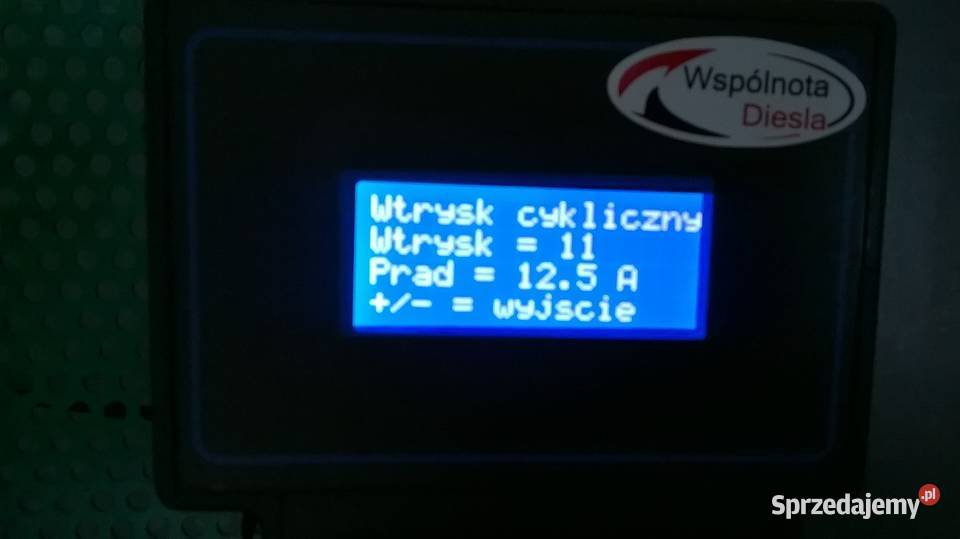 Wspólnota
Diesla
Wtrysk cykliczny
Wtrysk = 11
Prad = 12.5 A
+/- = wyjscie
Sprzedajemy.pl